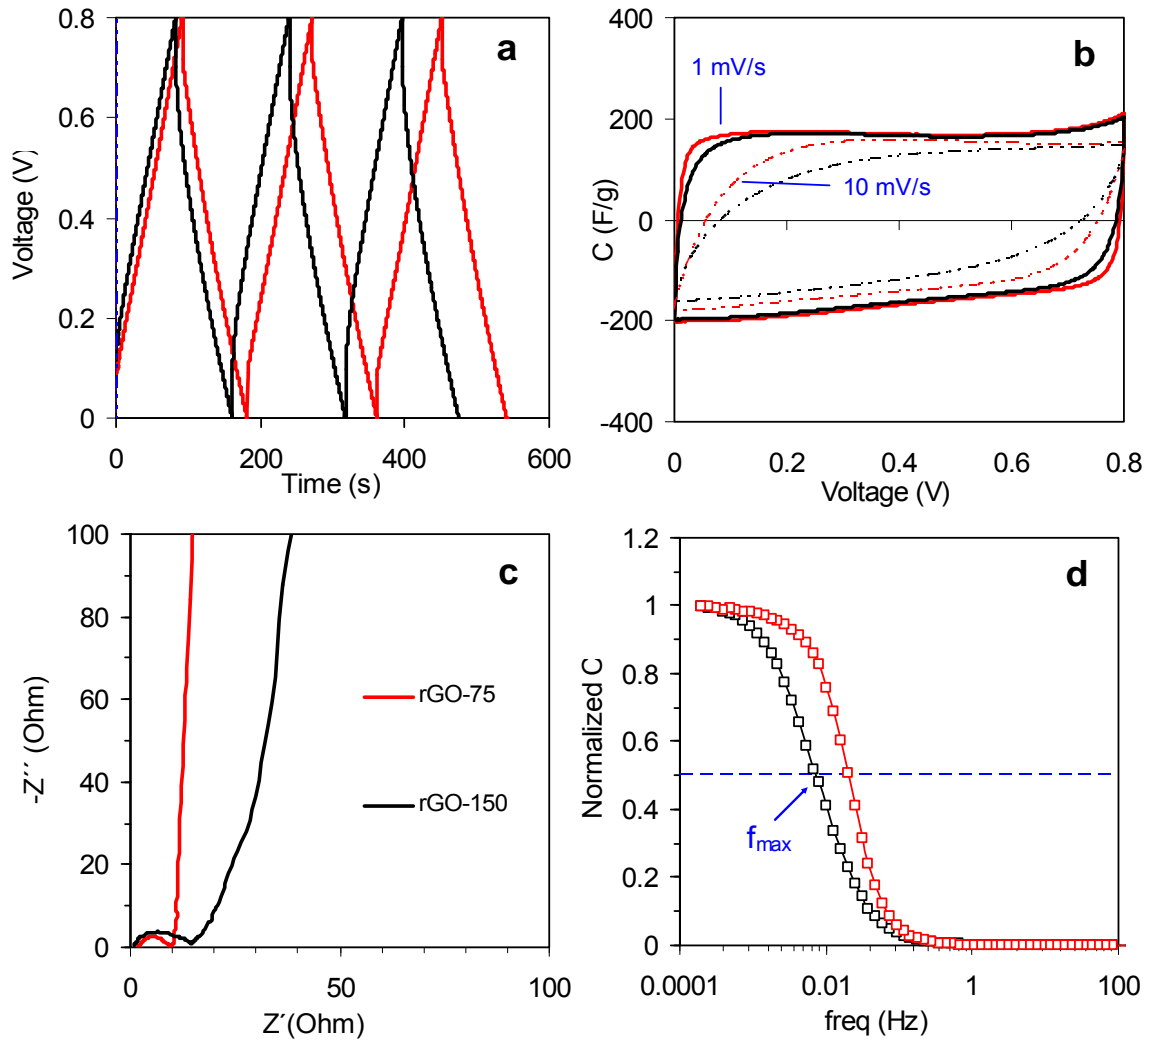 a
0.8
0.6
0.4
0.2
0
Voltage (V)
0
200
400
600
Time (s)
b
400
200
0
-200
-400
C (F/g)
1 mV/s
10 mV/s
0
0.2
0.4
0.6
0.8
Voltage (V)
c
100
80
60
40
20
0
-Z´´ (Ohm)
rGO-75
rGO-150
0
50
100
Z´(Ohm)
d
1.2
1
0.8
0.6
0.4
0.2
0
Normalized C
fmax
0.0001
0.01
1
100
freq (Hz)